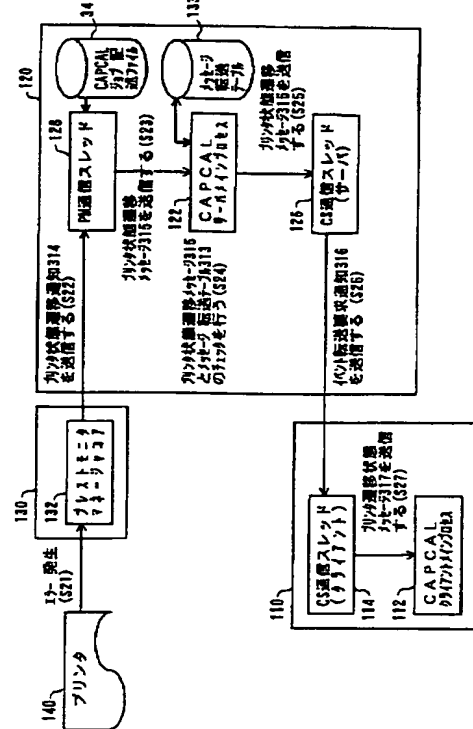 140
プリンタ
エラー発生
(S21)
130
132
プレストモニタ
マネージャコア
プリンタ状態遷移通知314
を送信する(S22)
120
128
PM通信スレッド
CAPCAL
ジョブ配
送ファイル
34
プリンタ状態遷移
メッセージ315を送信する(S23)
133
メッセージ
転送
テーブル
122
CAPCAL
サーバメインプロセス
プリンタ状態遷移メッセージ315
とメッセージ転送テーブル313
のチェックを行う(S24)
プリンタ状態遷移
メッセージ315を送信
する(S25)
126
CS通信スレッド
(サーバ)
イベント転送要求通知316
を送信する(S26)
110
CS通信スレッド
(クライアント)
114
プリンタ遷移状態
メッセージ317を送信
する(S27)
112
CAPCAL
クライアントメインプロセス